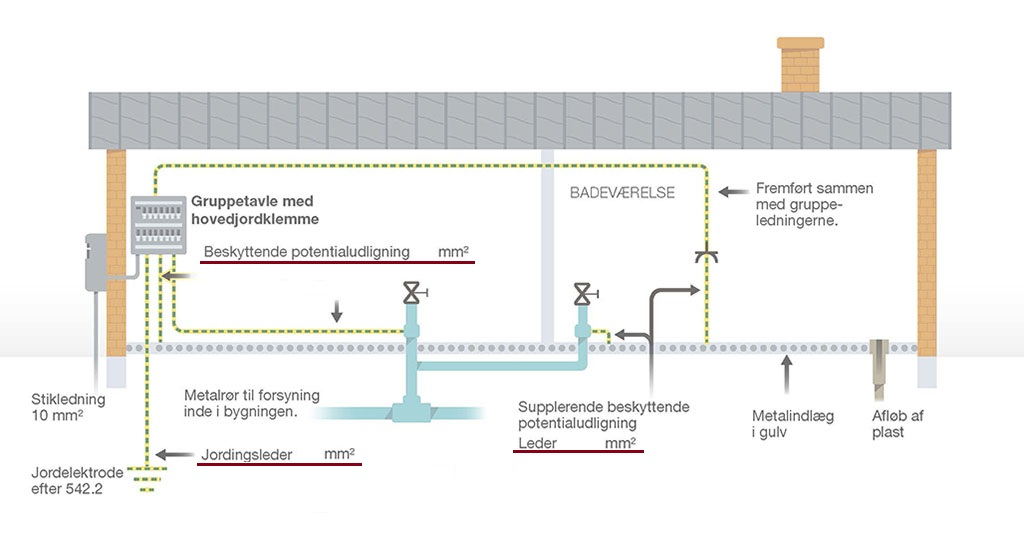 BADEVÆRELSE
Fremført sammen
med gruppe-
ledningerne.
Gruppetavle med
hovedjordklemme
Beskyttende potentialudligning mm²
Stikledning
10 mm²
Metalrør til forsyning
inde i bygningen.
Supplerende beskyttende
potentialudligning
Leder mm²
Metalindlæg
i gulv
Afløb af
plast
Jordingsleder mm²
Jordelektrode
efter 542.2